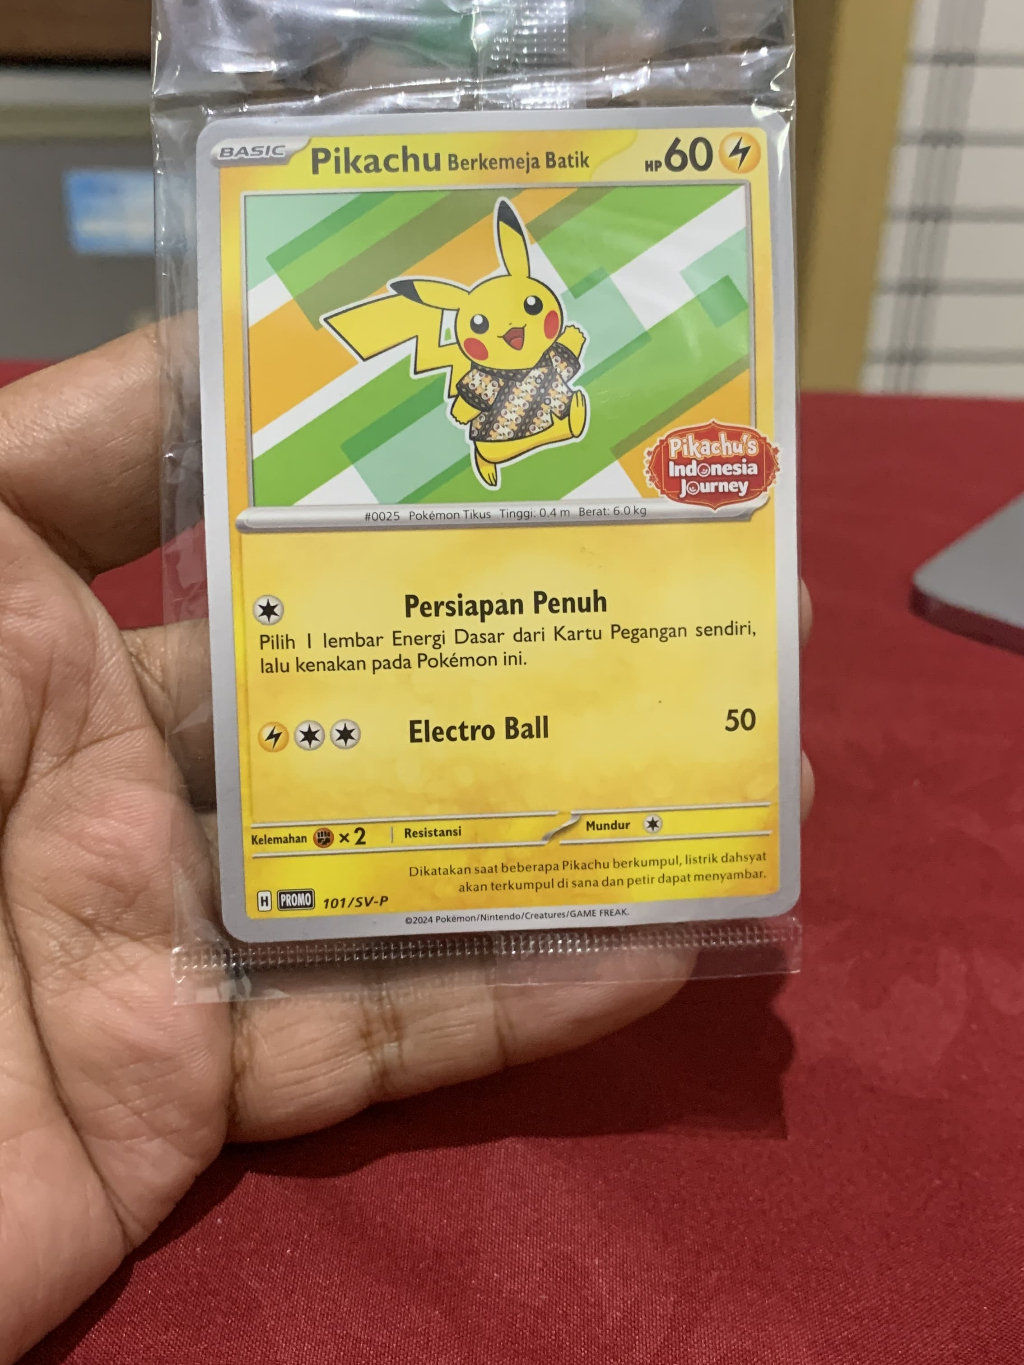 BASIC
Pikachu Berkemeja Batik
HP 60
Pikachu's
Indonesia
Journey
#0025 Pokémon Tikus Tinggi: 0.4 m Berat: 6.0 kg
Persiapan Penuh
Pilih 1 lembar Energi Dasar dari Kartu Pegangan sendiri,
lalu kenakan pada Pokémon ini.
Electro Ball 50
Kelemahan ×2 Resistansi Mundur
Dikatakan saat beberapa Pikachu berkumpul, listrik dahsyat
akan terkumpul di sana dan petir dapat menyambar.
H PROMO 101/SV-P
©2024 Pokémon/Nintendo/Creatures/GAME FREAK.